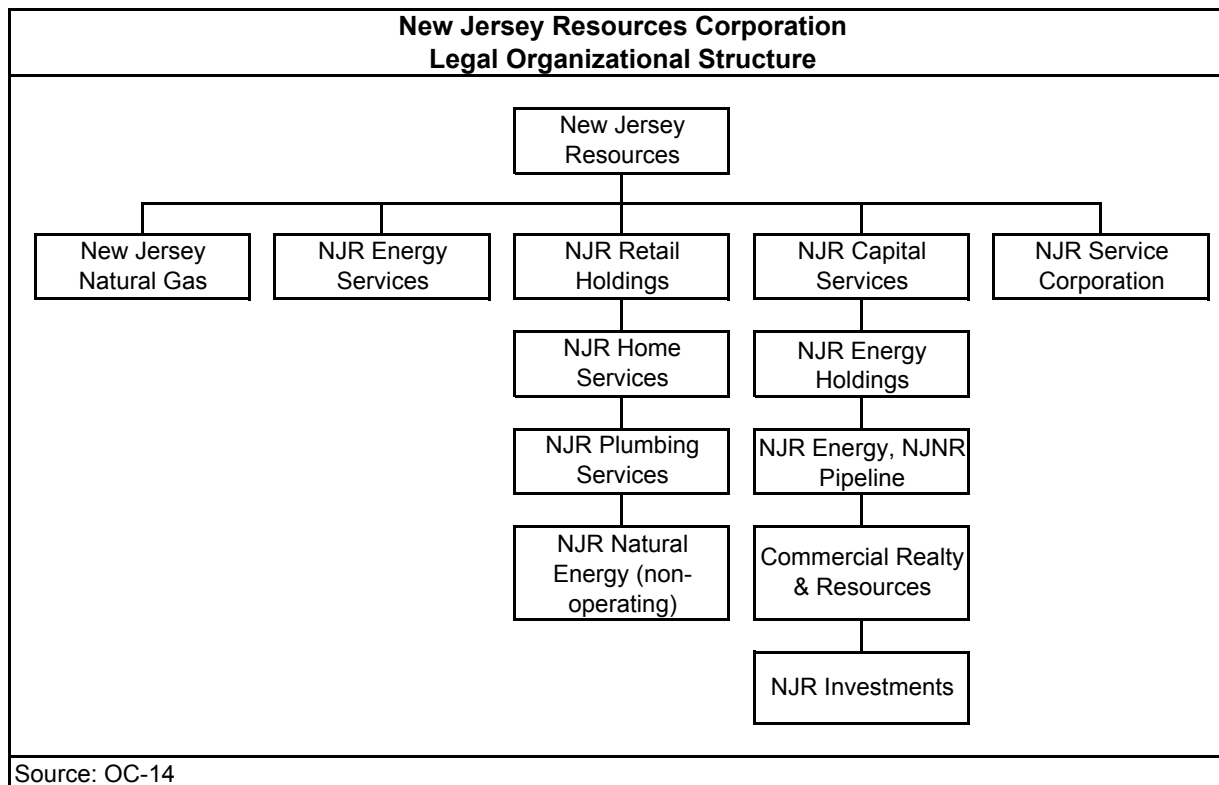 New Jersey Resources Corporation
Legal Organizational Structure
New Jersey
Resources
New Jersey
Natural Gas
NJR Energy
Services
NJR Retail
Holdings
NJR Capital
Services
NJR Service
Corporation
NJR Home
Services
NJR Energy
Holdings
NJR Plumbing
Services
NJR Energy, NJNR
Pipeline
NJR Natural
Energy (non-
operating)
Commercial Realty
& Resources
NJR Investments
Source: OC-14